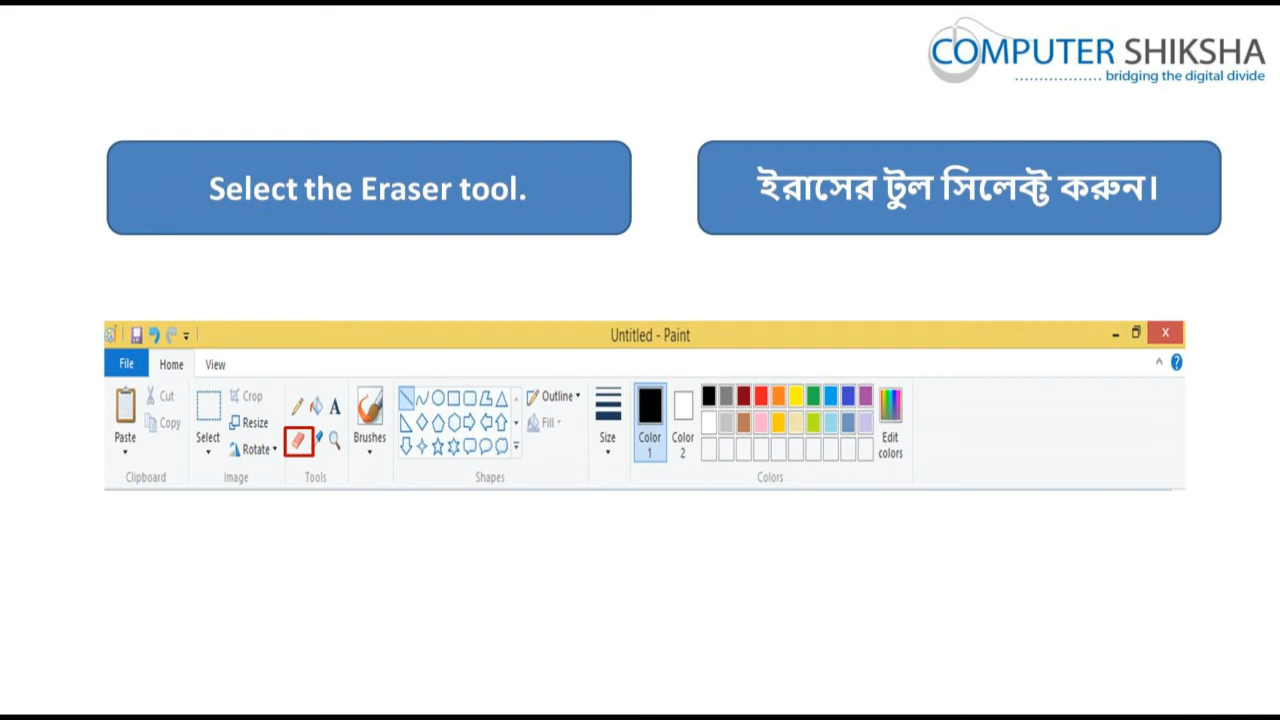 COMPUTER SHIKSHA
.................. bridging the digital divide
Select the Eraser tool.
ইরাসের টুল সিলেক্ট করুন।
Untitled - Paint
File Home View
Cut
Copy
Paste
Clipboard
Select
Crop
Resize
Rotate
Image
A
Tools
Brushes
Shapes
Outline
Fill
Size
Color 1
Color 2
Edit colors
Colors